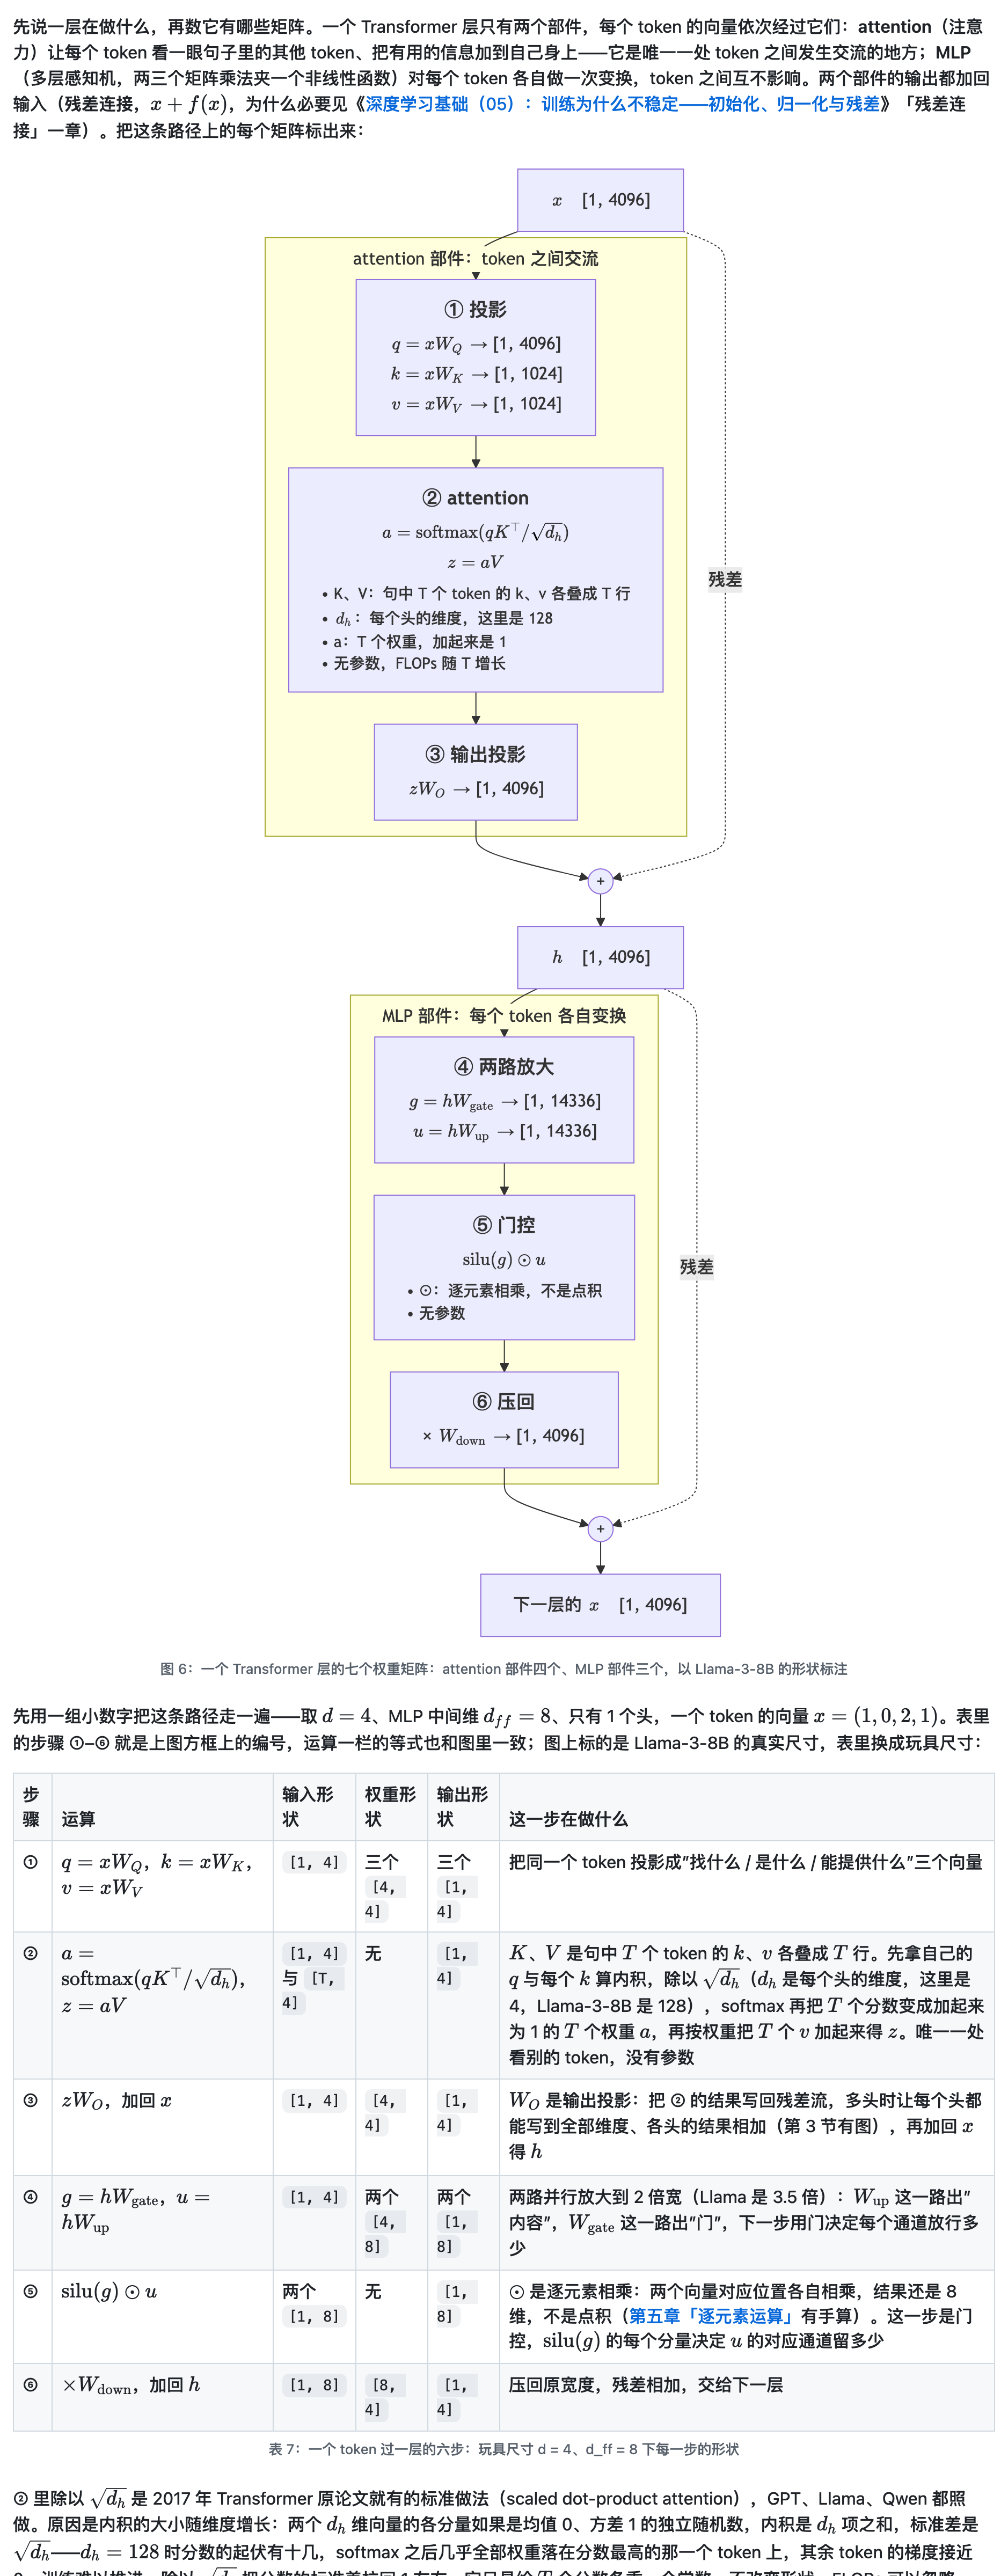 先说一层在做什么，再数它有哪些矩阵。一个 Transformer 层只有两个部件，每个 token 的向量依次经过它们：attention（注意
力）让每个 token 看一眼句子里的其他 token、把有用的信息加到自己身上——它是唯一一处 token 之间发生交流的地方；MLP
（多层感知机，两三个矩阵乘法夹一个非线性函数）对每个 token 各自做一次变换，token 之间互不影响。两个部件的输出都加回
输入（残差连接，x + f(x)，为什么必要见《深度学习基础（05）：训练为什么不稳定——初始化、归一化与残差》「残差连
接」一章）。把这条路径上的每个矩阵标出来：
x [1, 4096]
attention 部件：token 之间交流
① 投影
q = xW_Q → [1, 4096]
k = xW_K → [1, 1024]
v = xW_V → [1, 1024]
② attention
a = softmax(qK^⊤/√d_h)
z = aV
• K、V：句中 T 个 token 的 k、v 各叠成 T 行
• d_h：每个头的维度，这里是 128
• a：T 个权重，加起来是 1
• 无参数，FLOPs 随 T 增长
残差
③ 输出投影
zW_O → [1, 4096]
+
h [1, 4096]
MLP 部件：每个 token 各自变换
④ 两路放大
g = hW_gate → [1, 14336]
u = hW_up → [1, 14336]
⑤ 门控
silu(g) ⊙ u
• ⊙：逐元素相乘，不是点积
• 无参数
残差
⑥ 压回
× W_down → [1, 4096]
+
下一层的 x [1, 4096]
图 6：一个 Transformer 层的七个权重矩阵：attention 部件四个、MLP 部件三个，以 Llama-3-8B 的形状标注
先用一组小数字把这条路径走一遍——取 d = 4、MLP 中间维 d_ff = 8、只有 1 个头，一个 token 的向量 x = (1, 0, 2, 1)。表里
的步骤 ①–⑥ 就是上图方框上的编号，运算一栏的等式也和图里一致；图上标的是 Llama-3-8B 的真实尺寸，表里换成玩具尺寸：
步骤 运算 输入形状 权重形状 输出形状 这一步在做什么
① q = xW_Q，k = xW_K，v = xW_V [1, 4] 三个 [4, 4] 三个 [1, 4] 把同一个 token 投影成"找什么 / 是什么 / 能提供什么"三个向量
② a = softmax(qK^⊤/√d_h)，z = aV [1, 4] 与 [T, 4] 无 [1, 4] K、V 是句中 T 个 token 的 k、v 各叠成 T 行。先拿自己的
q 与每个 k 算内积，除以 √d_h（d_h 是每个头的维度，这里是
4，Llama-3-8B 是 128），softmax 再把 T 个分数变成加起来
为 1 的 T 个权重 a，再按权重把 T 个 v 加起来得 z。唯一一处
看别的 token，没有参数
③ zW_O，加回 x [1, 4] [4, 4] [1, 4] W_O 是输出投影：把 ② 的结果写回残差流，多头时让每个头都
能写到全部维度、各头的结果相加（第 3 节有图），再加回 x
得 h
④ g = hW_gate，u = hW_up [1, 4] 两个 [4, 8] 两个 [1, 8] 两路并行放大到 2 倍宽（Llama 是 3.5 倍）：W_up 这一路出"
内容"，W_gate 这一路出"门"，下一步用门决定每个通道放行多
少
⑤ silu(g) ⊙ u 两个 [1, 8] 无 [1, 8] ⊙ 是逐元素相乘：两个向量对应位置各自相乘，结果还是 8
维，不是点积（第五章「逐元素运算」有手算）。这一步是门
控，silu(g) 的每个分量决定 u 的对应通道留多少
⑥ ×W_down，加回 h [1, 8] [8, 4] [1, 4] 压回原宽度，残差相加，交给下一层
表 7：一个 token 过一层的六步：玩具尺寸 d = 4、d_ff = 8 下每一步的形状
② 里除以 √d_h 是 2017 年 Transformer 原论文就有的标准做法（scaled dot-product attention），GPT、Llama、Qwen 都照
做。原因是内积的大小随维度增长：两个 d_h 维向量的各分量如果是均值 0、方差 1 的独立随机数，内积是 d_h 项之和，标准差是
√d_h——d_h = 128 时分数的起伏有十几，softmax 之后几乎全部权重落在分数最高的那一个 token 上，其余 token 的梯度接近